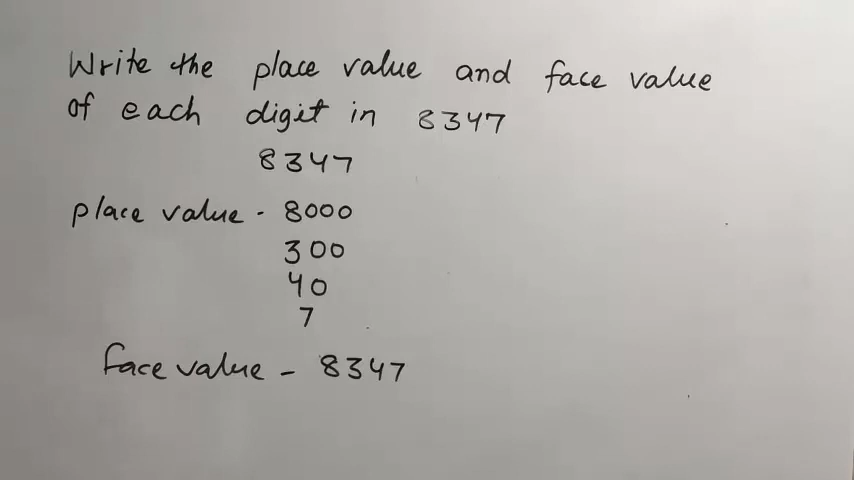 Write the place value and face value
of each digit in 8347
8347
place value - 8000
300
40
7
face value - 8347